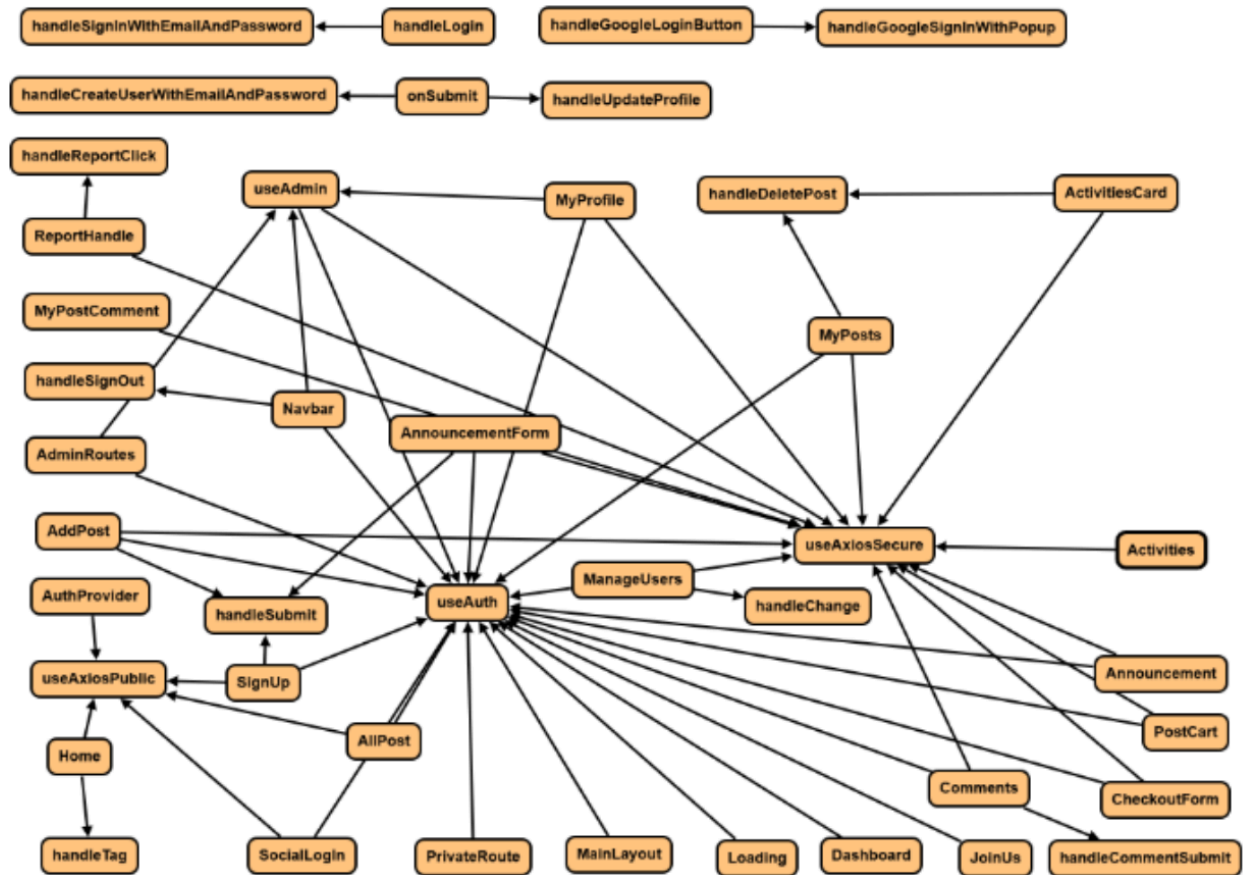 handleSignInWithEmailAndPassword
handleLogin
handleGoogleLoginButton
handleGoogleSignInWithPopup
handleCreateUserWithEmailAndPassword
onSubmit
handleUpdateProfile
handleReportClick
useAdmin
MyProfile
handleDeletePost
ActivitiesCard
ReportHandle
MyPostComment
MyPosts
handleSignOut
Navbar
AnnouncementForm
AdminRoutes
AddPost
useAxiosSecure
Activities
AuthProvider
handleSubmit
useAuth
ManageUsers
handleChange
useAxiosPublic
SignUp
Announcement
Home
AllPost
PostCart
Comments
CheckoutForm
handleTag
SocialLogin
PrivateRoute
MainLayout
Loading
Dashboard
JoinUs
handleCommentSubmit